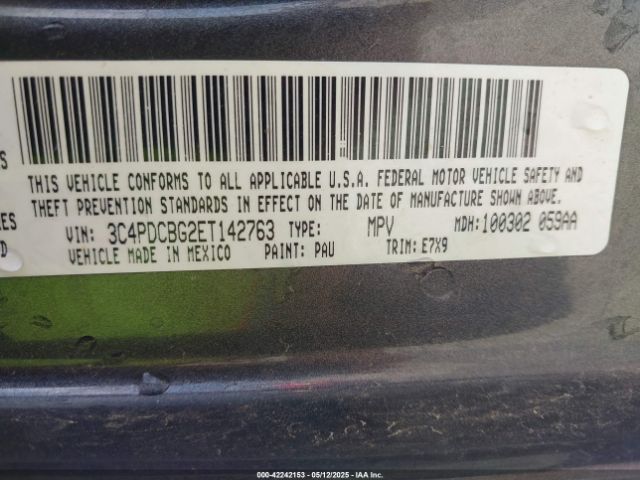 THIS VEHICLE CONFORMS TO ALL APPLICABLE U.S.A. FEDERAL MOTOR VEHICLE SAFETY AND
THEFT PREVENTION STANDARDS IN EFFECT ON THE DATE OF MANUFACTURE SHOWN ABOVE.
VIN: 3C4PDCBG2ET142763 TYPE: MPV MDH: 100302 059AA
VEHICLE MADE IN MEXICO PAINT: PAU TRIM: E7X9
000-42242153 - 05/12/2025 - IAA Inc.